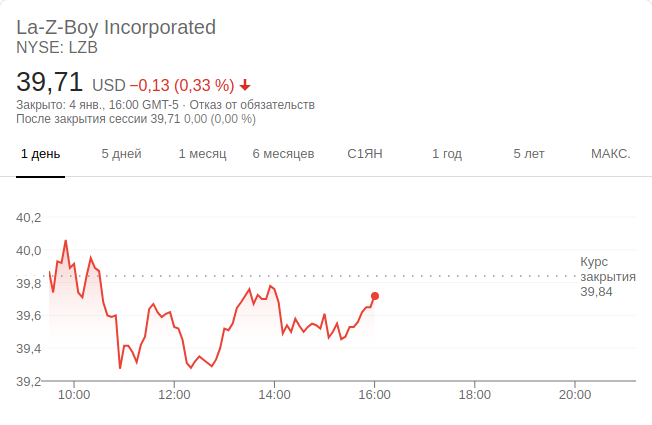 La-Z-Boy Incorporated
NYSE: LZB
39,71 USD −0,13 (0,33 %)
Закрыто: 4 янв., 16:00 GMT-5 · Отказ от обязательств
После закрытия сессии 39,71 0,00 (0,00 %)
1 день 5 дней 1 месяц 6 месяцев С1ЯН 1 год 5 лет МАКС.
40,2
40,0
Курс
закрытия
39,84
39,8
39,6
39,4
39,2
10:00 12:00 14:00 16:00 18:00 20:00